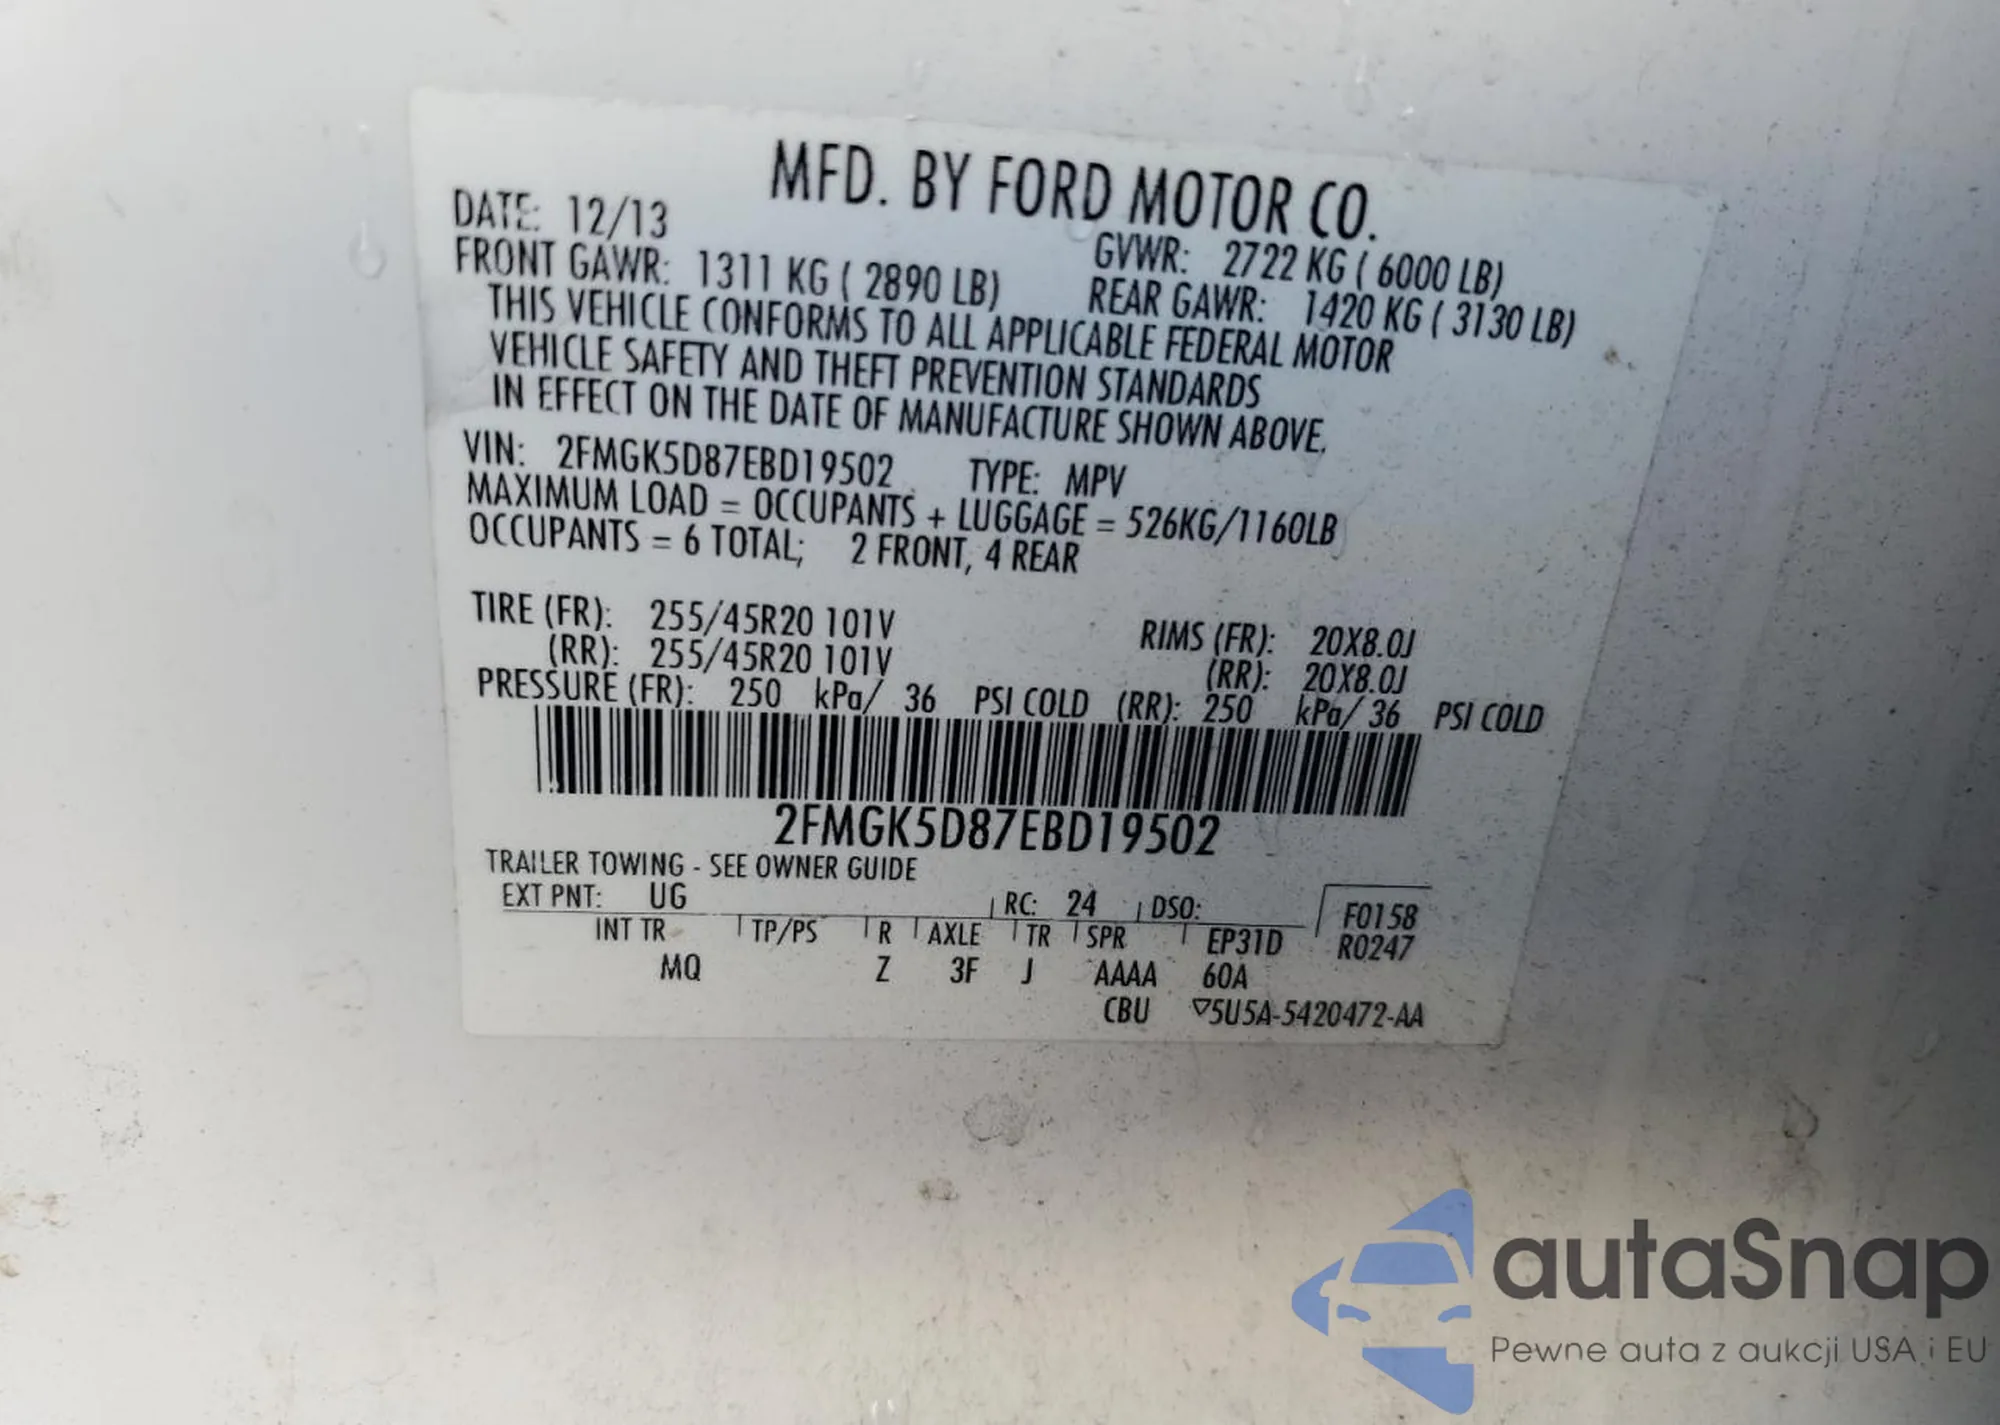 MFD. BY FORD MOTOR CO.
DATE: 12/13 GVWR: 2722 KG ( 6000 LB)
FRONT GAWR: 1311 KG ( 2890 LB) REAR GAWR: 1420 KG ( 3130 LB)
THIS VEHICLE CONFORMS TO ALL APPLICABLE FEDERAL MOTOR
VEHICLE SAFETY AND THEFT PREVENTION STANDARDS
IN EFFECT ON THE DATE OF MANUFACTURE SHOWN ABOVE.
VIN: 2FMGK5D87EBD19502 TYPE: MPV
MAXIMUM LOAD = OCCUPANTS + LUGGAGE = 526KG/1160LB
OCCUPANTS = 6 TOTAL; 2 FRONT, 4 REAR
TIRE (FR): 255/45R20 101V RIMS (FR): 20X8.0J
(RR): 255/45R20 101V (RR): 20X8.0J
PRESSURE (FR): 250 kPa/ 36 PSI COLD (RR): 250 kPa/ 36 PSI COLD
2FMGK5D87EBD19502
TRAILER TOWING - SEE OWNER GUIDE
EXT PNT: UG RC: 24 DSO: F0158
INT TR TP/PS R AXLE TR SPR EP31D R0247
MQ Z 3F J AAAA 60A
CBU ▽5U5A-5420472-AA
autaSnap
Pewne auta z aukcji USA i EU